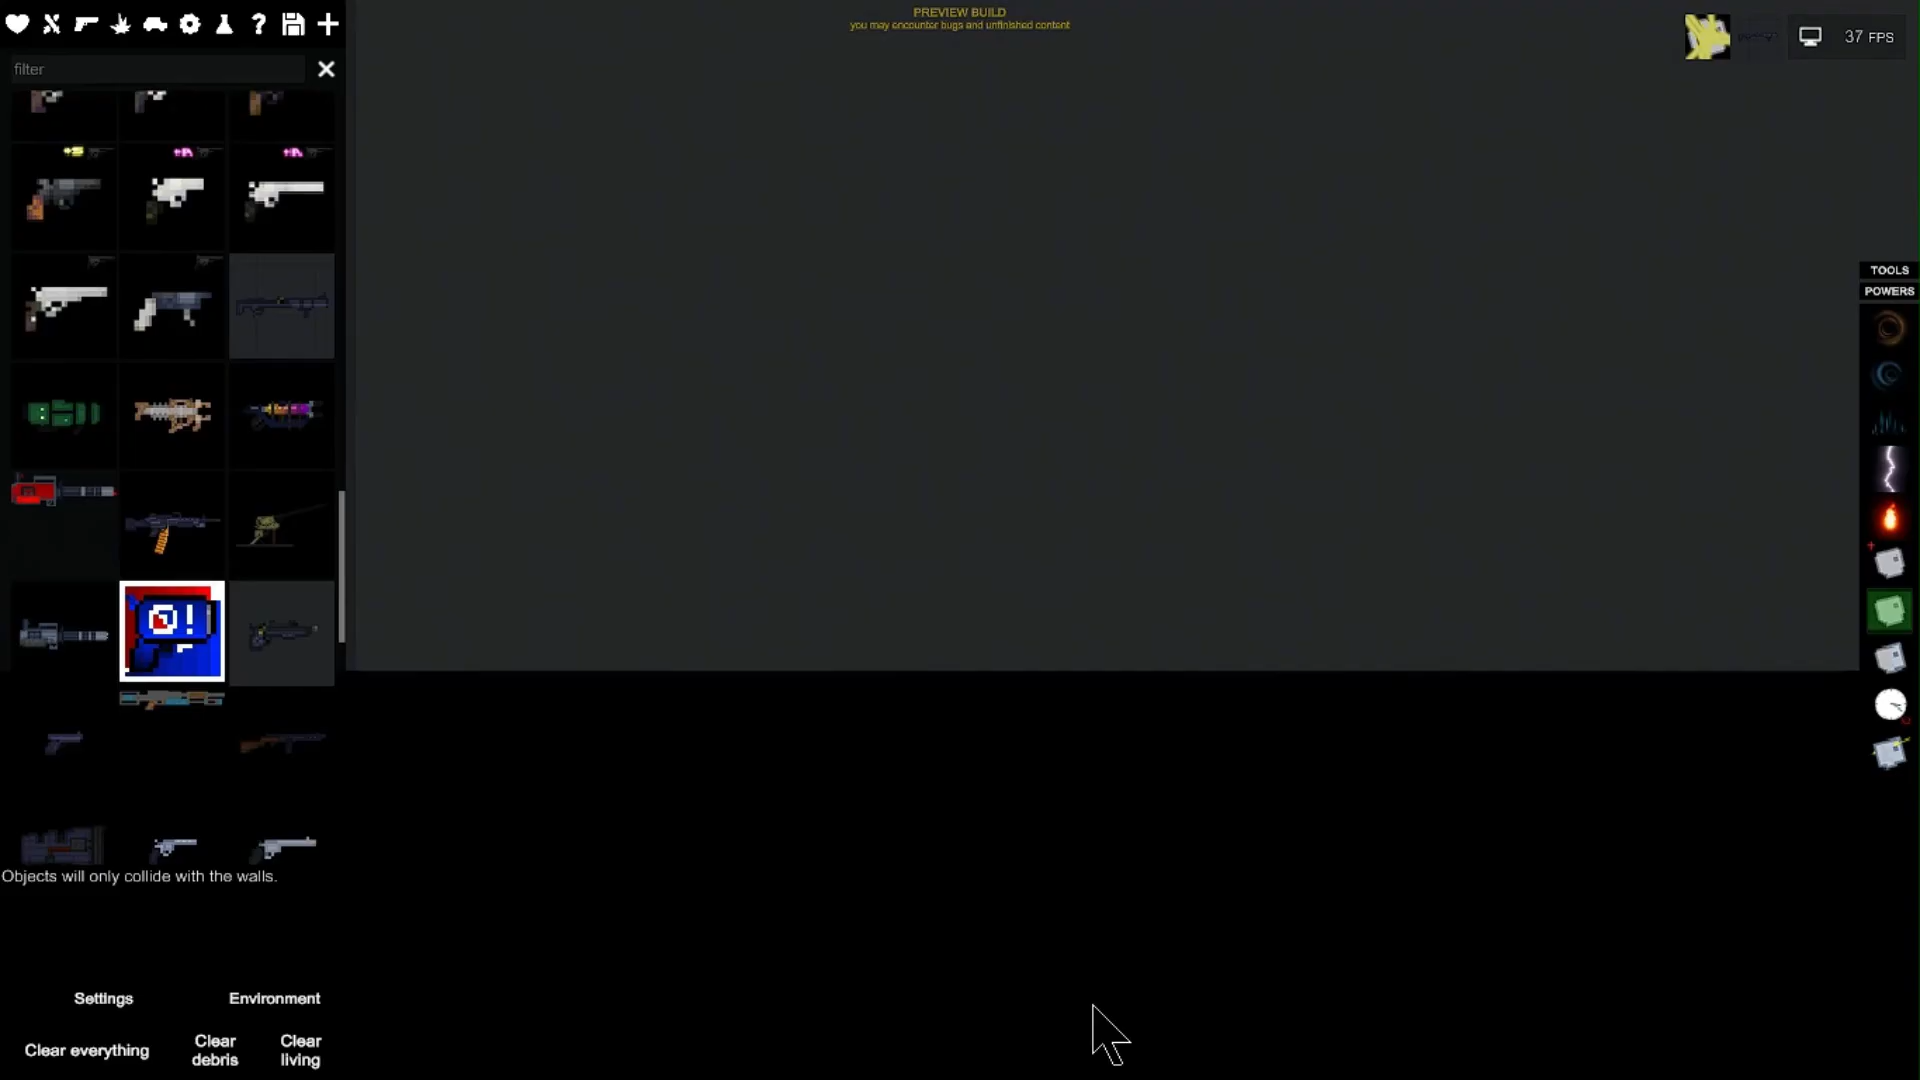 PREVIEW BUILD
you may encounter bugs and unfinished content
37 FPS
filter
TOOLS
POWERS
Objects will only collide with the walls.
Settings
Environment
Clear everything
Clear
debris
Clear
living